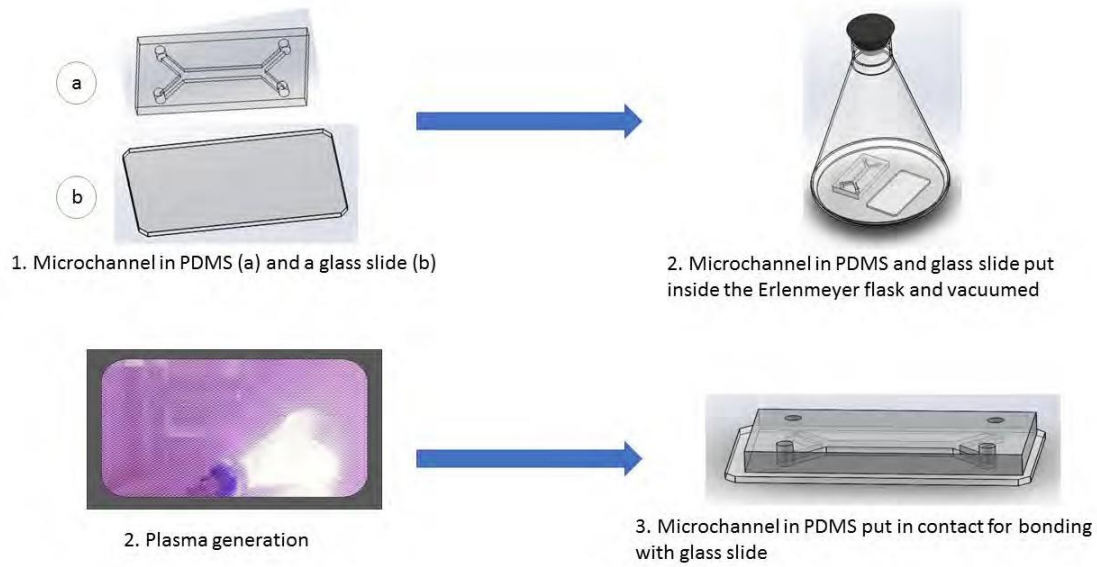 a
b
1. Microchannel in PDMS (a) and a glass slide (b)
2. Microchannel in PDMS and glass slide put
inside the Erlenmeyer flask and vacuumed
2. Plasma generation
3. Microchannel in PDMS put in contact for bonding
with glass slide